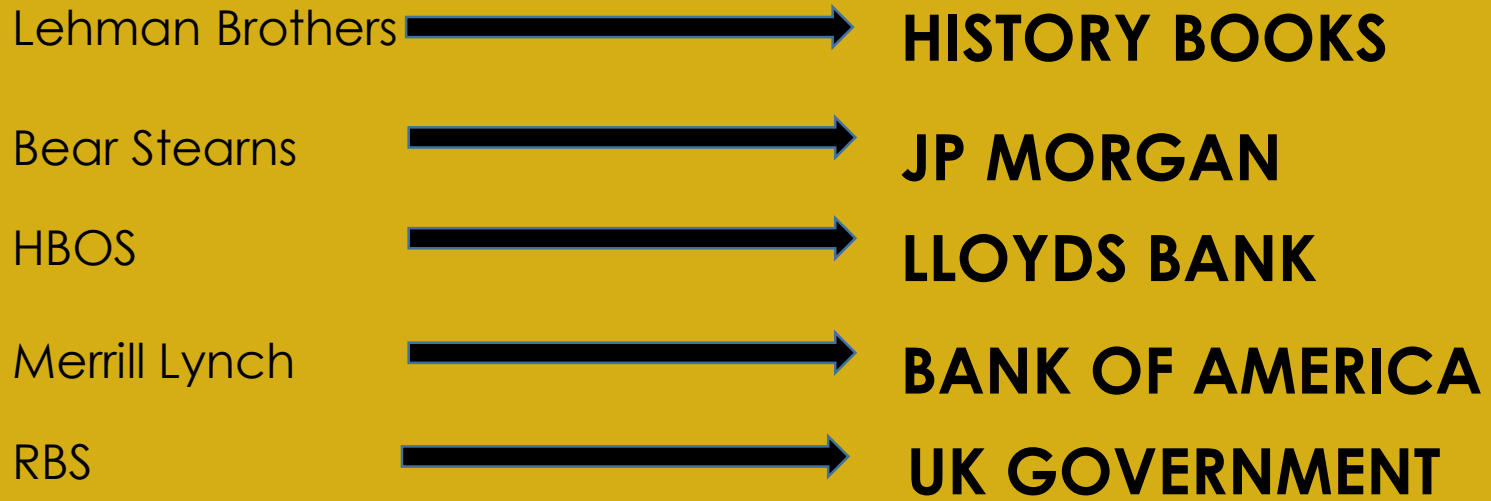 Lehman Brothers HISTORY BOOKS
Bear Stearns JP MORGAN
HBOS LLOYDS BANK
Merrill Lynch BANK OF AMERICA
RBS UK GOVERNMENT